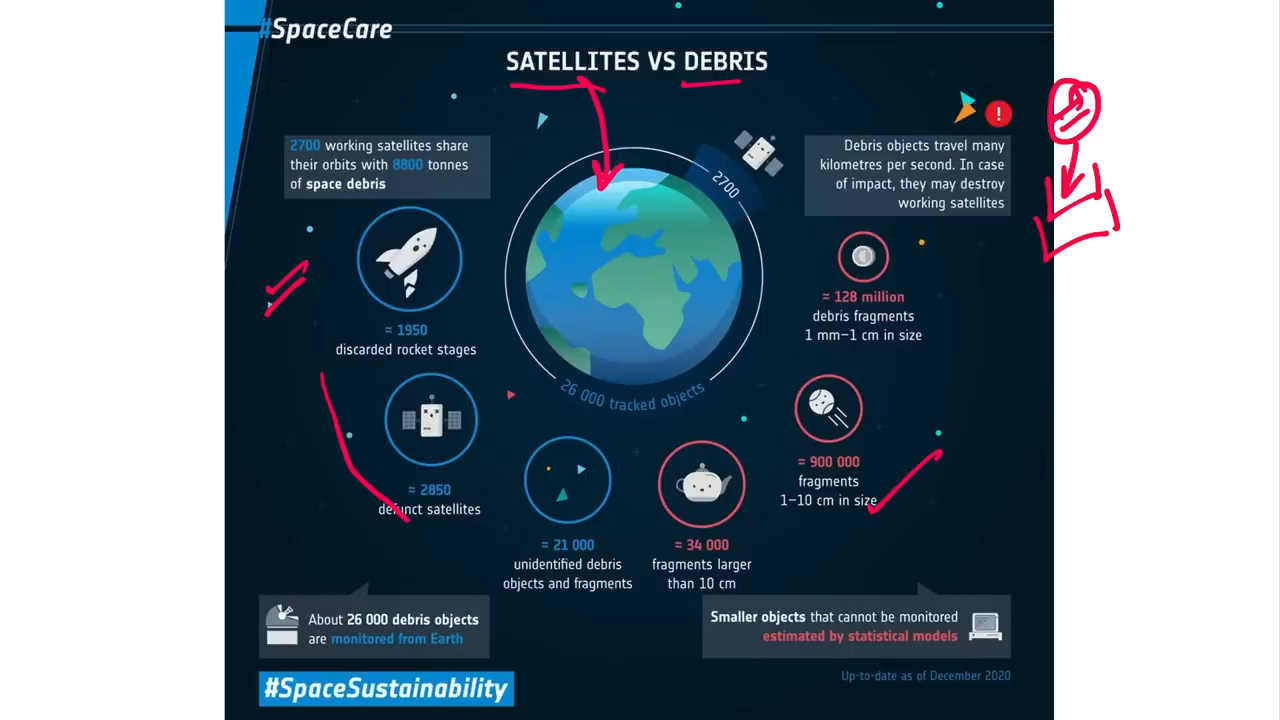 #SpaceCare
SATELLITES VS DEBRIS
2700 working satellites share
their orbits with 8800 tonnes
of space debris
2700
!
Debris objects travel many
kilometres per second. In case
of impact, they may destroy
working satellites
≈ 1950
discarded rocket stages
≈ 128 million
debris fragments
1 mm–1 cm in size
26 000 tracked objects
≈ 2850
defunct satellites
≈ 900 000
fragments
1–10 cm in size
≈ 21 000
unidentified debris
objects and fragments
≈ 34 000
fragments larger
than 10 cm
About 26 000 debris objects
are monitored from Earth
Smaller objects that cannot be monitored
estimated by statistical models
#SpaceSustainability
Up-to-date as of December 2020